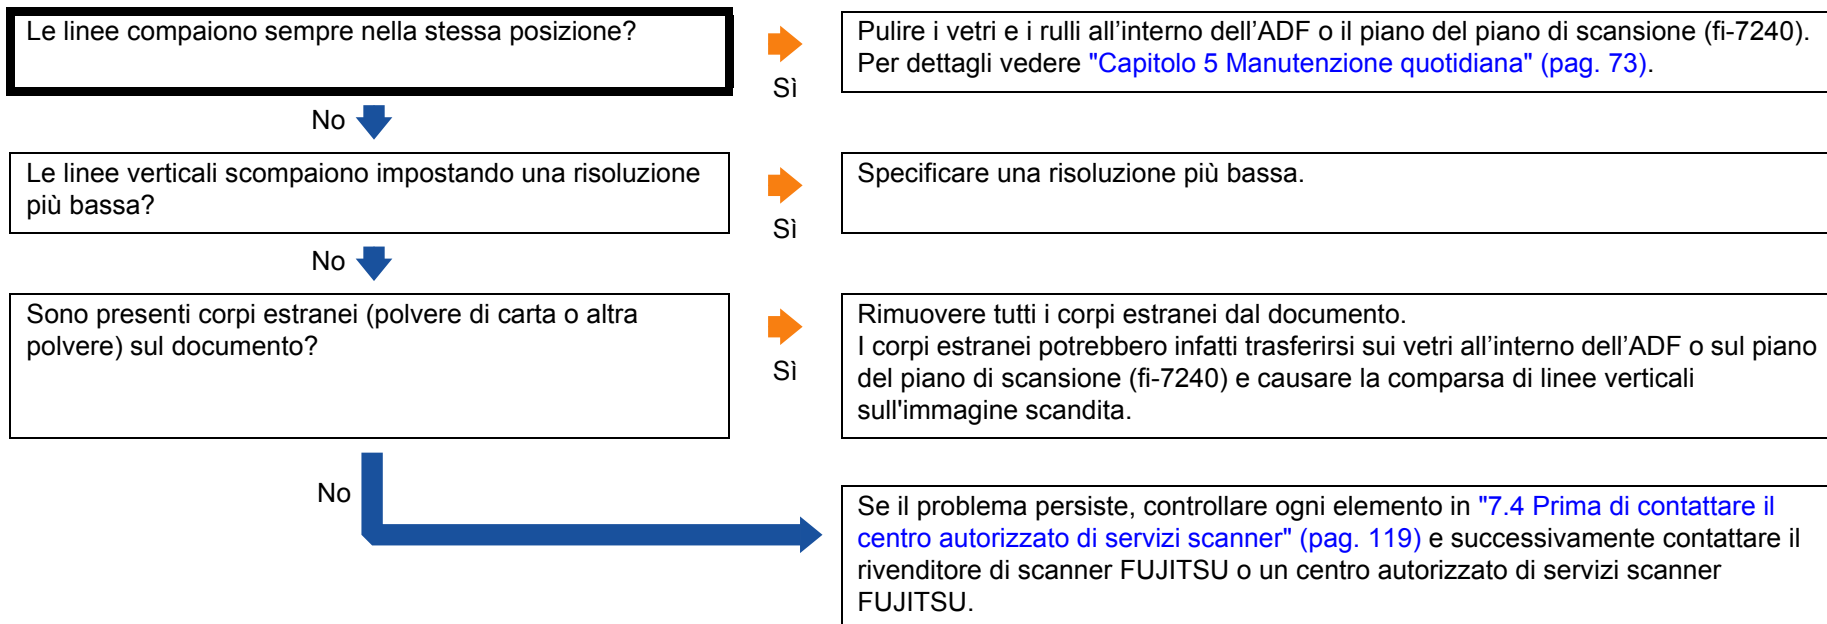 Le linee compaiono sempre nella stessa posizione?
Sì
Pulire i vetri e i rulli all’interno dell’ADF o il piano del piano di scansione (fi-7240).
Per dettagli vedere "Capitolo 5 Manutenzione quotidiana" (pag. 73).
No
Le linee verticali scompaiono impostando una risoluzione
più bassa?
Sì
Specificare una risoluzione più bassa.
No
Sono presenti corpi estranei (polvere di carta o altra
polvere) sul documento?
Sì
Rimuovere tutti i corpi estranei dal documento.
I corpi estranei potrebbero infatti trasferirsi sui vetri all’interno dell’ADF o sul piano
del piano di scansione (fi-7240) e causare la comparsa di linee verticali
sull'immagine scandita.
No
Se il problema persiste, controllare ogni elemento in "7.4 Prima di contattare il
centro autorizzato di servizi scanner" (pag. 119) e successivamente contattare il
rivenditore di scanner FUJITSU o un centro autorizzato di servizi scanner
FUJITSU.